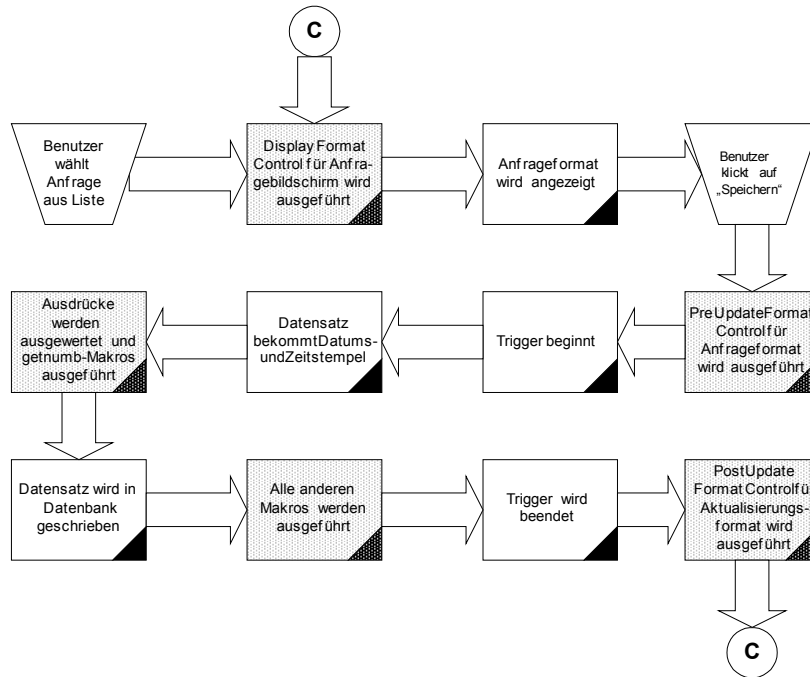 C
Benutzer
wählt
Anfrage
aus Liste
Display Format
Control für Anfra-
gebildschirm wird
ausgeführt
Anfrageformat
wird angezeigt
Benutzer
klickt auf
„Speichern“
Pre UpdateFormat
Control für
Anfrageformat
wird ausgeführt
Trigger beginnt
Datensatz
bekommt Datums-
und Zeitstempel
Ausdrücke
werden
ausgewertet und
getnumb-Makros
ausgeführt
Datensatz wird in
Datenbank
geschrieben
Alle anderen
Makros werden
ausgeführt
Trigger wird
beendet
PostUpdate
Format Control fü
Aktualisierungs-
format wird
ausgeführt
C